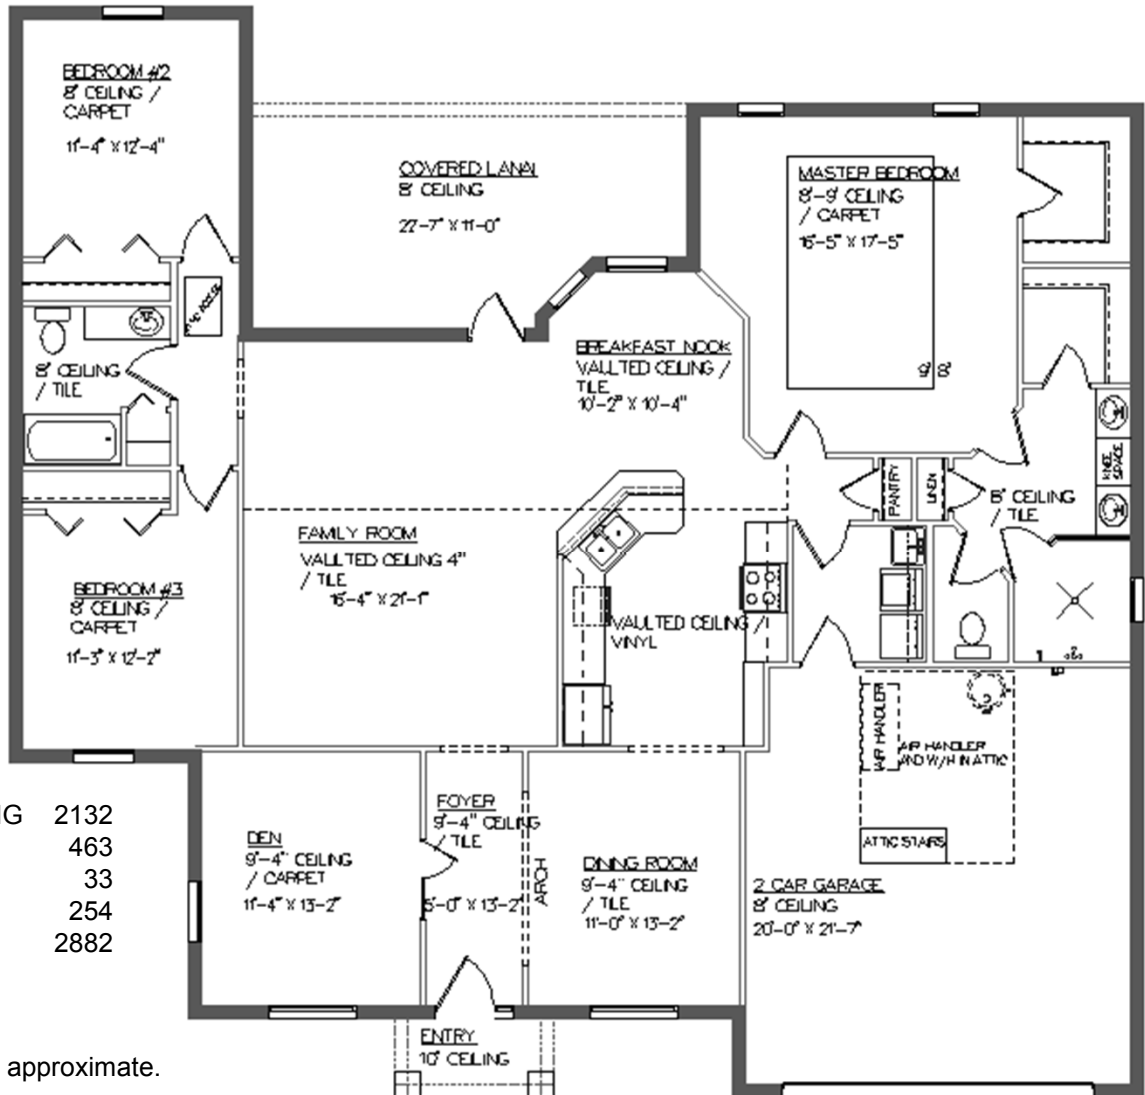 BEDROOM #2
8' CEILING /
CARPET
11'-4" X 12'-4"
COVERED LANAI
8' CEILING
22'-7" X 11'-0"
MASTER BEDROOM
8'-9' CEILING
/ CARPET
16'-5" X 17'-5"
9' 8'
8' CEILING
/ TILE
BREAKFAST NOOK
VAULTED CEILING /
TILE
10'-2" X 10'-4"
KNEE
SPACE
PANTRY
LINEN
8' CEILING
/ TILE
FAMILY ROOM
VAULTED CEILING 4"
/ TILE
16'-4" X 21'-1"
BEDROOM #3
8' CEILING /
CARPET
11'-3" X 12'-2"
VAULTED CEILING /
VINYL
AIR HANDLER
AIR HANDLER
AND W/H IN ATTIC
ATTIC STAIRS
FOYER
9'-4" CEILING
/ TILE
5'-0" X 13'-2"
ARCH
DEN
9'-4" CEILING
/ CARPET
11'-4" X 13'-2"
DINING ROOM
9'-4" CEILING
/ TILE
11'-0" X 13'-2"
2 CAR GARAGE
8' CEILING
20'-0" X 21'-7"
ENTRY
10' CEILING
NG 2132
463
33
254
2882
approximate.